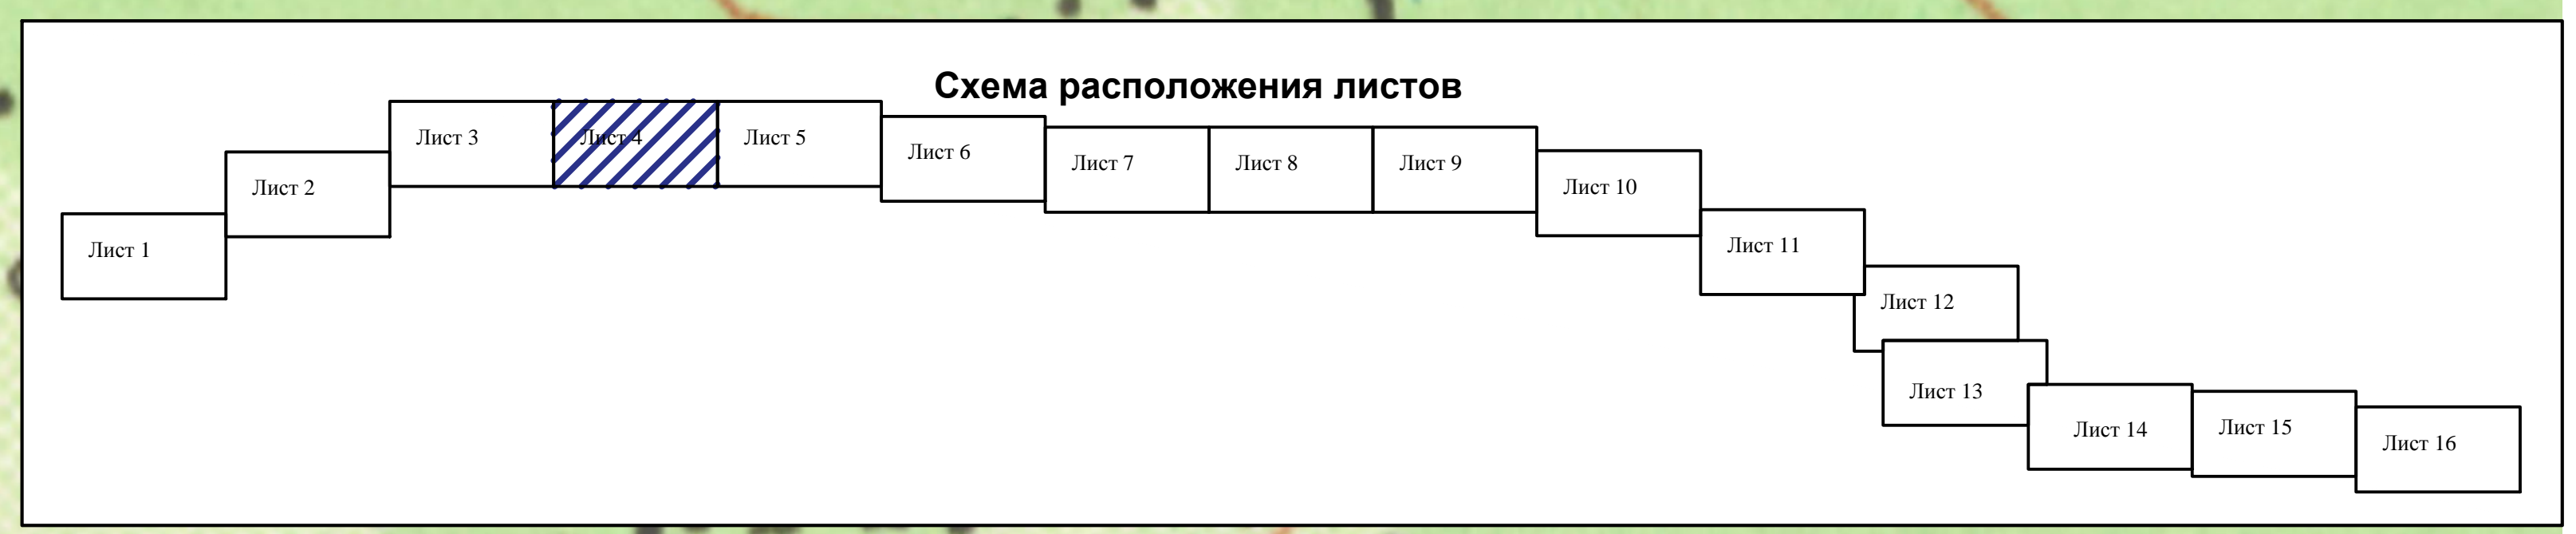 Схема расположения листов
Лист 1
Лист 2
Лист 3
Лист 4
Лист 5
Лист 6
Лист 7
Лист 8
Лист 9
Лист 10
Лист 11
Лист 12
Лист 13
Лист 14
Лист 15
Лист 16